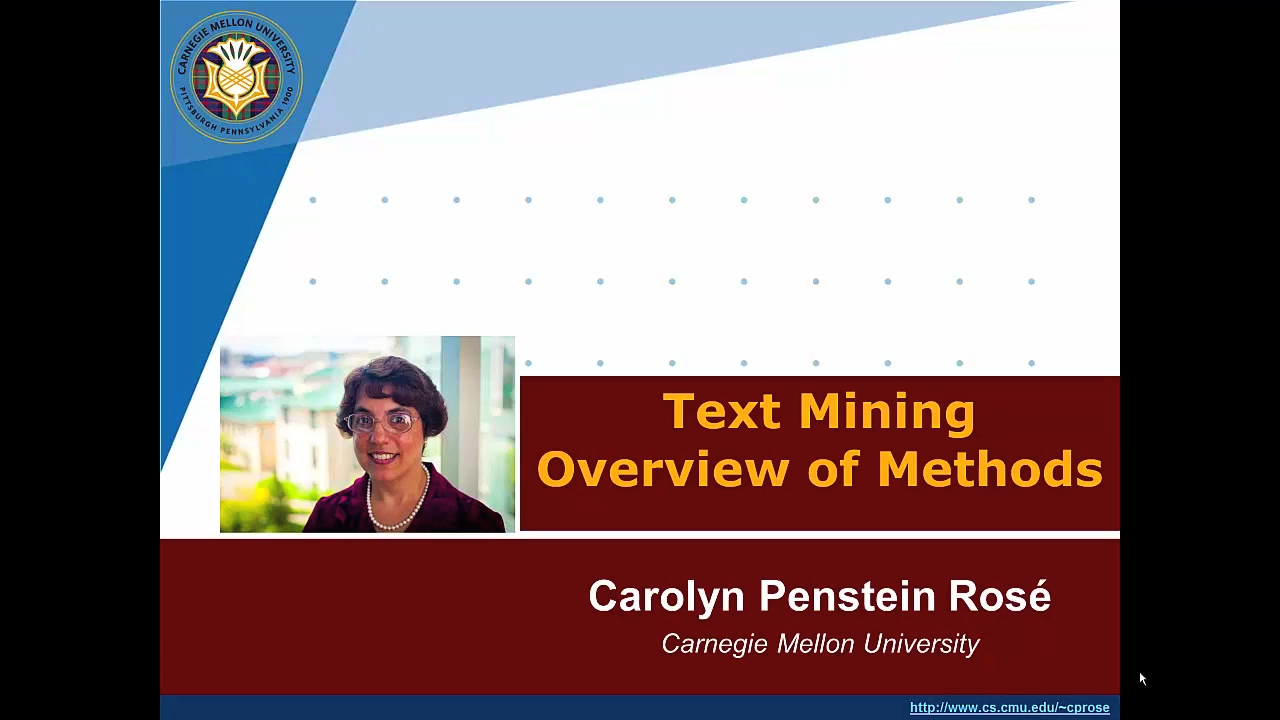 CARNEGIE MELLON UNIVERSITY
PITTSBURGH PENNSYLVANIA 1900
Text Mining
Overview of Methods
Carolyn Penstein Rosé
Carnegie Mellon University
http://www.cs.cmu.edu/~cprose